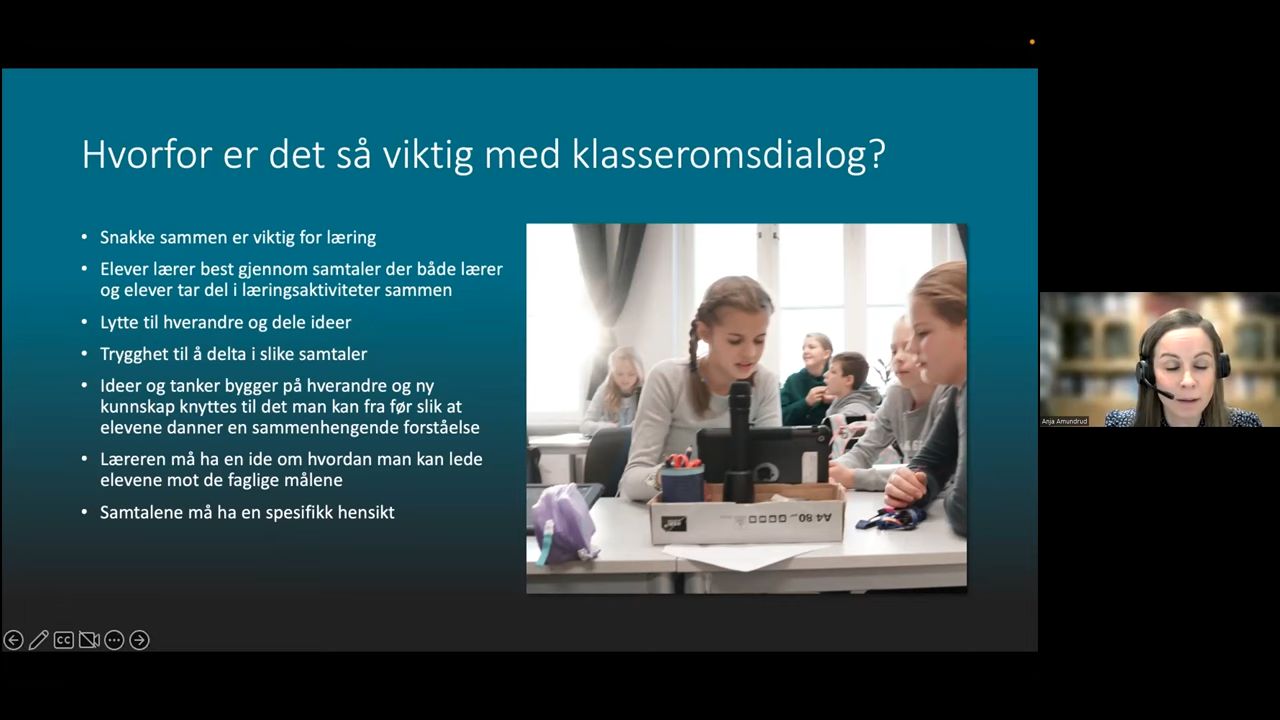 Hvorfor er det så viktig med klasseromsdialog?
• Snakke sammen er viktig for læring
• Elever lærer best gjennom samtaler der både lærer
og elever tar del i læringsaktiviteter sammen
• Lytte til hverandre og dele ideer
• Trygghet til å delta i slike samtaler
• Ideer og tanker bygger på hverandre og ny
kunnskap knyttes til det man kan fra før slik at
elevene danner en sammenhengende forståelse
• Læreren må ha en ide om hvordan man kan lede
elevene mot de faglige målene
• Samtalene må ha en spesifikk hensikt
A4 80
Anja Amundrud
CC